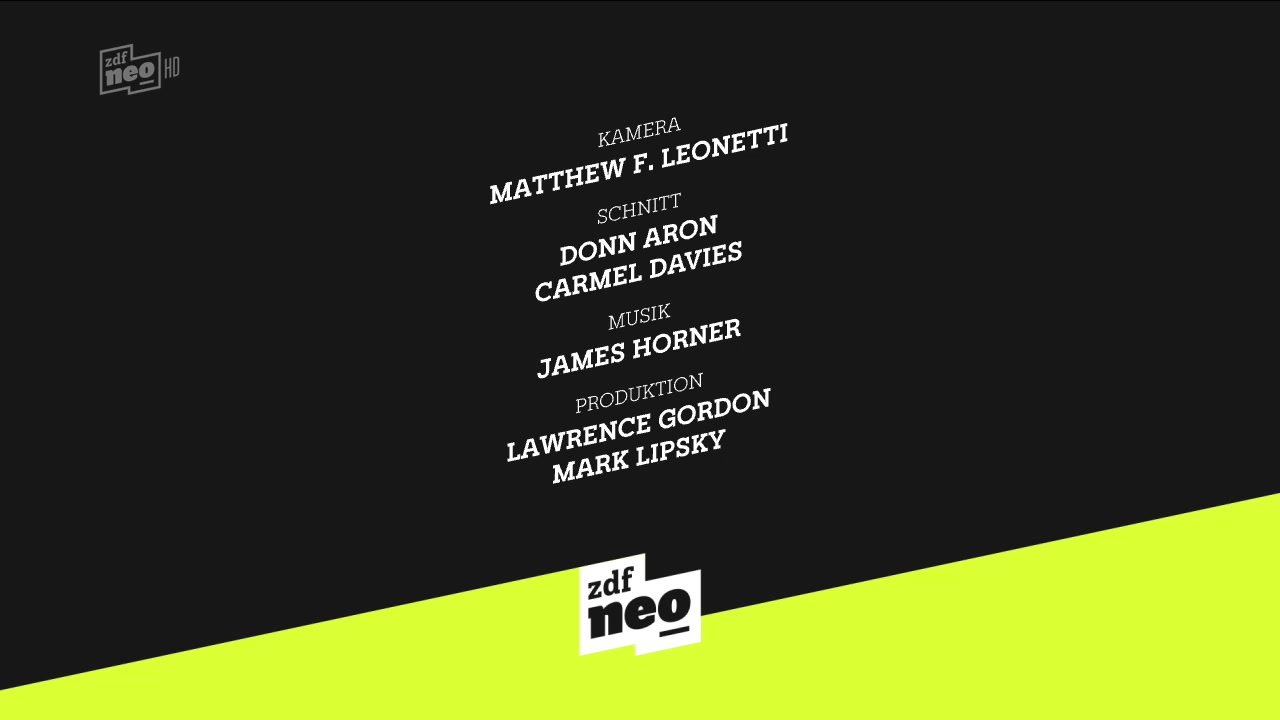 zdf
neo HD
KAMERA
MATTHEW F. LEONETTI
SCHNITT
DONN ARON
CARMEL DAVIES
MUSIK
JAMES HORNER
PRODUKTION
LAWRENCE GORDON
MARK LIPSKY
zdf
neo